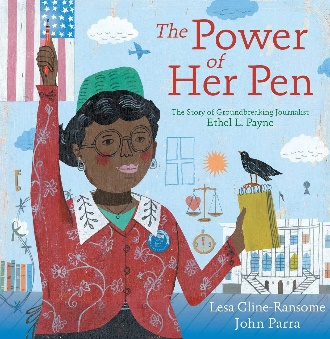 The Power
of
Her Pen
The Story of Groundbreaking Journalist
Ethel L. Payne
Lesa Cline-Ransome
John Parra